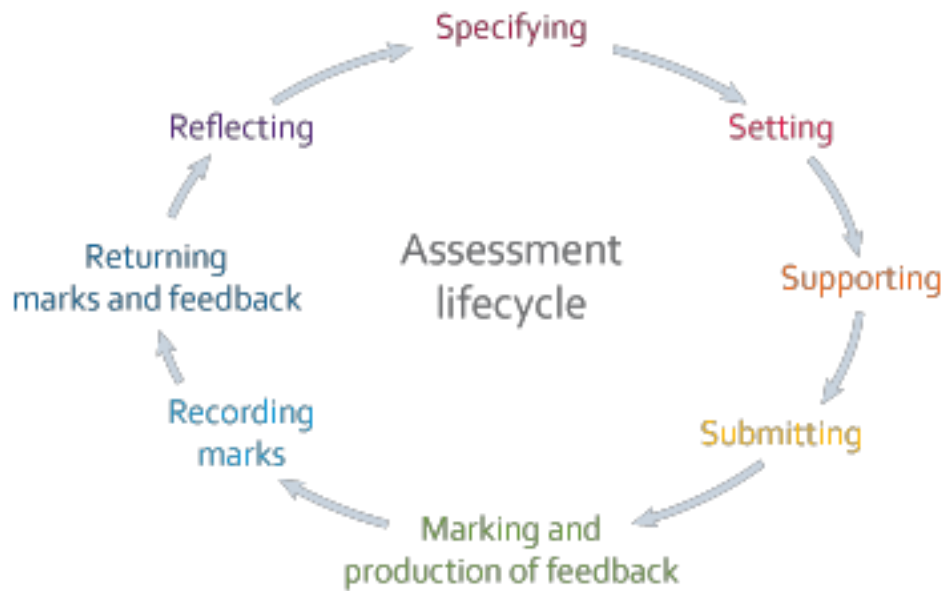 Specifying
Setting
Supporting
Submitting
Marking and
production of feedback
Recording
marks
Returning
marks and feedback
Reflecting
Assessment
lifecycle